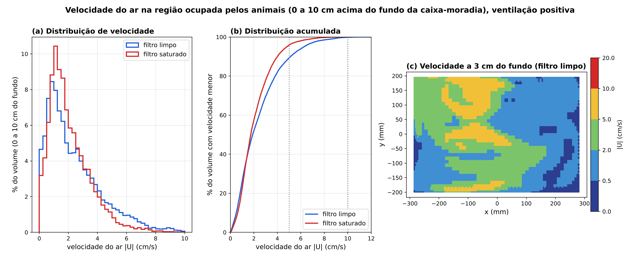 Velocidade do ar na região ocupada pelos animais (0 a 10 cm acima do fundo da caixa-moradia), ventilação positiva
(a) Distribuição de velocidade
filtro limpo
filtro saturado
% do volume (0 a 10 cm do fundo)
10
8
6
4
2
0
0 2 4 6 8 10
velocidade do ar |U| (cm/s)
(b) Distribuição acumulada
% do volume com velocidade menor
100
80
60
40
20
0
filtro limpo
filtro saturado
0 2 4 6 8 10 12
velocidade do ar |U| (cm/s)
(c) Velocidade a 3 cm do fundo (filtro limpo)
y (mm)
200
150
100
50
0
−50
−100
−150
−200
−300 −200 −100 0 100 200 300
x (mm)
20.0
10.0
5.0
2.0
0.5
0.0
|U| (cm/s)